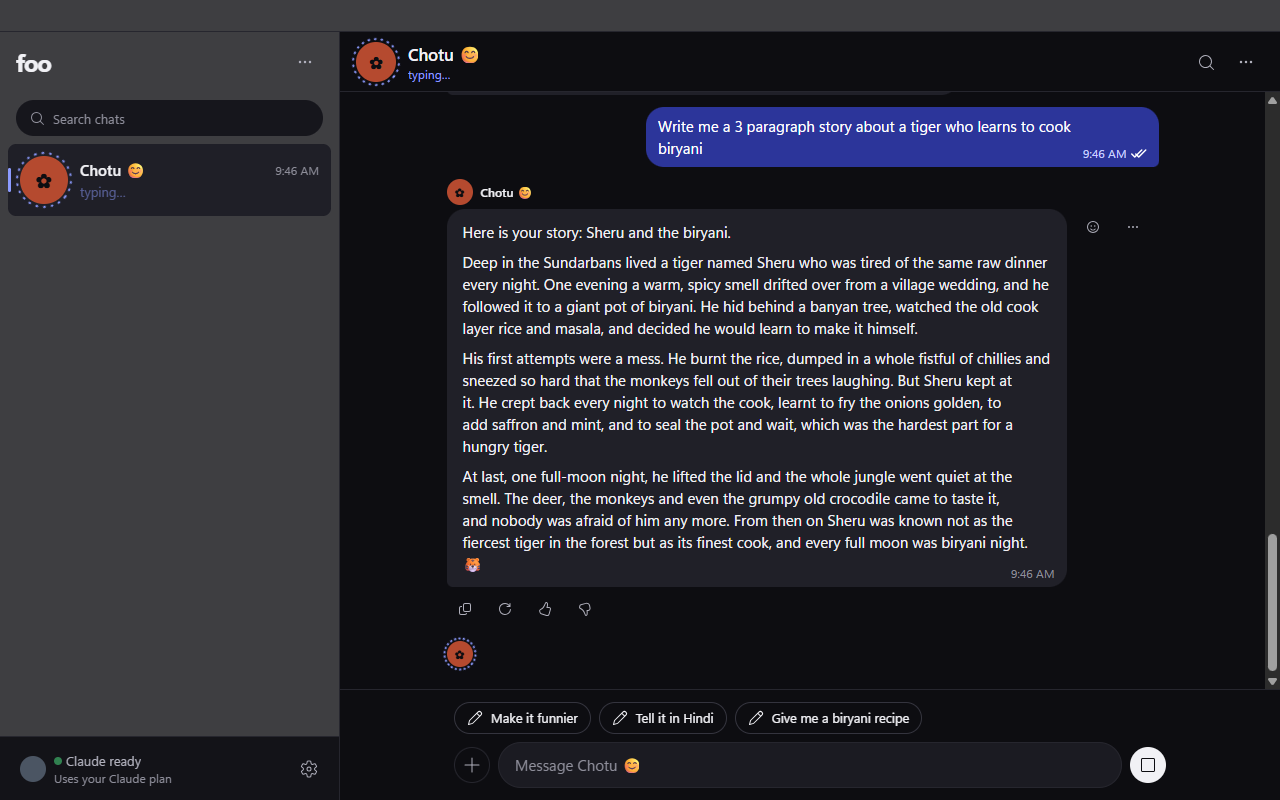 foo
Search chats
Chotu 😊
9:46 AM
typing...
Claude ready
Uses your Claude plan
Chotu 😊
typing...
Write me a 3 paragraph story about a tiger who learns to cook
biryani
9:46 AM
Chotu 😊
Here is your story: Sheru and the biryani.
Deep in the Sundarbans lived a tiger named Sheru who was tired of the same raw dinner
every night. One evening a warm, spicy smell drifted over from a village wedding, and he
followed it to a giant pot of biryani. He hid behind a banyan tree, watched the old cook
layer rice and masala, and decided he would learn to make it himself.
His first attempts were a mess. He burnt the rice, dumped in a whole fistful of chillies and
sneezed so hard that the monkeys fell out of their trees laughing. But Sheru kept at
it. He crept back every night to watch the cook, learnt to fry the onions golden, to
add saffron and mint, and to seal the pot and wait, which was the hardest part for a
hungry tiger.
At last, one full-moon night, he lifted the lid and the whole jungle went quiet at the
smell. The deer, the monkeys and even the grumpy old crocodile came to taste it,
and nobody was afraid of him any more. From then on Sheru was known not as the
fiercest tiger in the forest but as its finest cook, and every full moon was biryani night.
🐯
9:46 AM
Make it funnier
Tell it in Hindi
Give me a biryani recipe
Message Chotu 😊